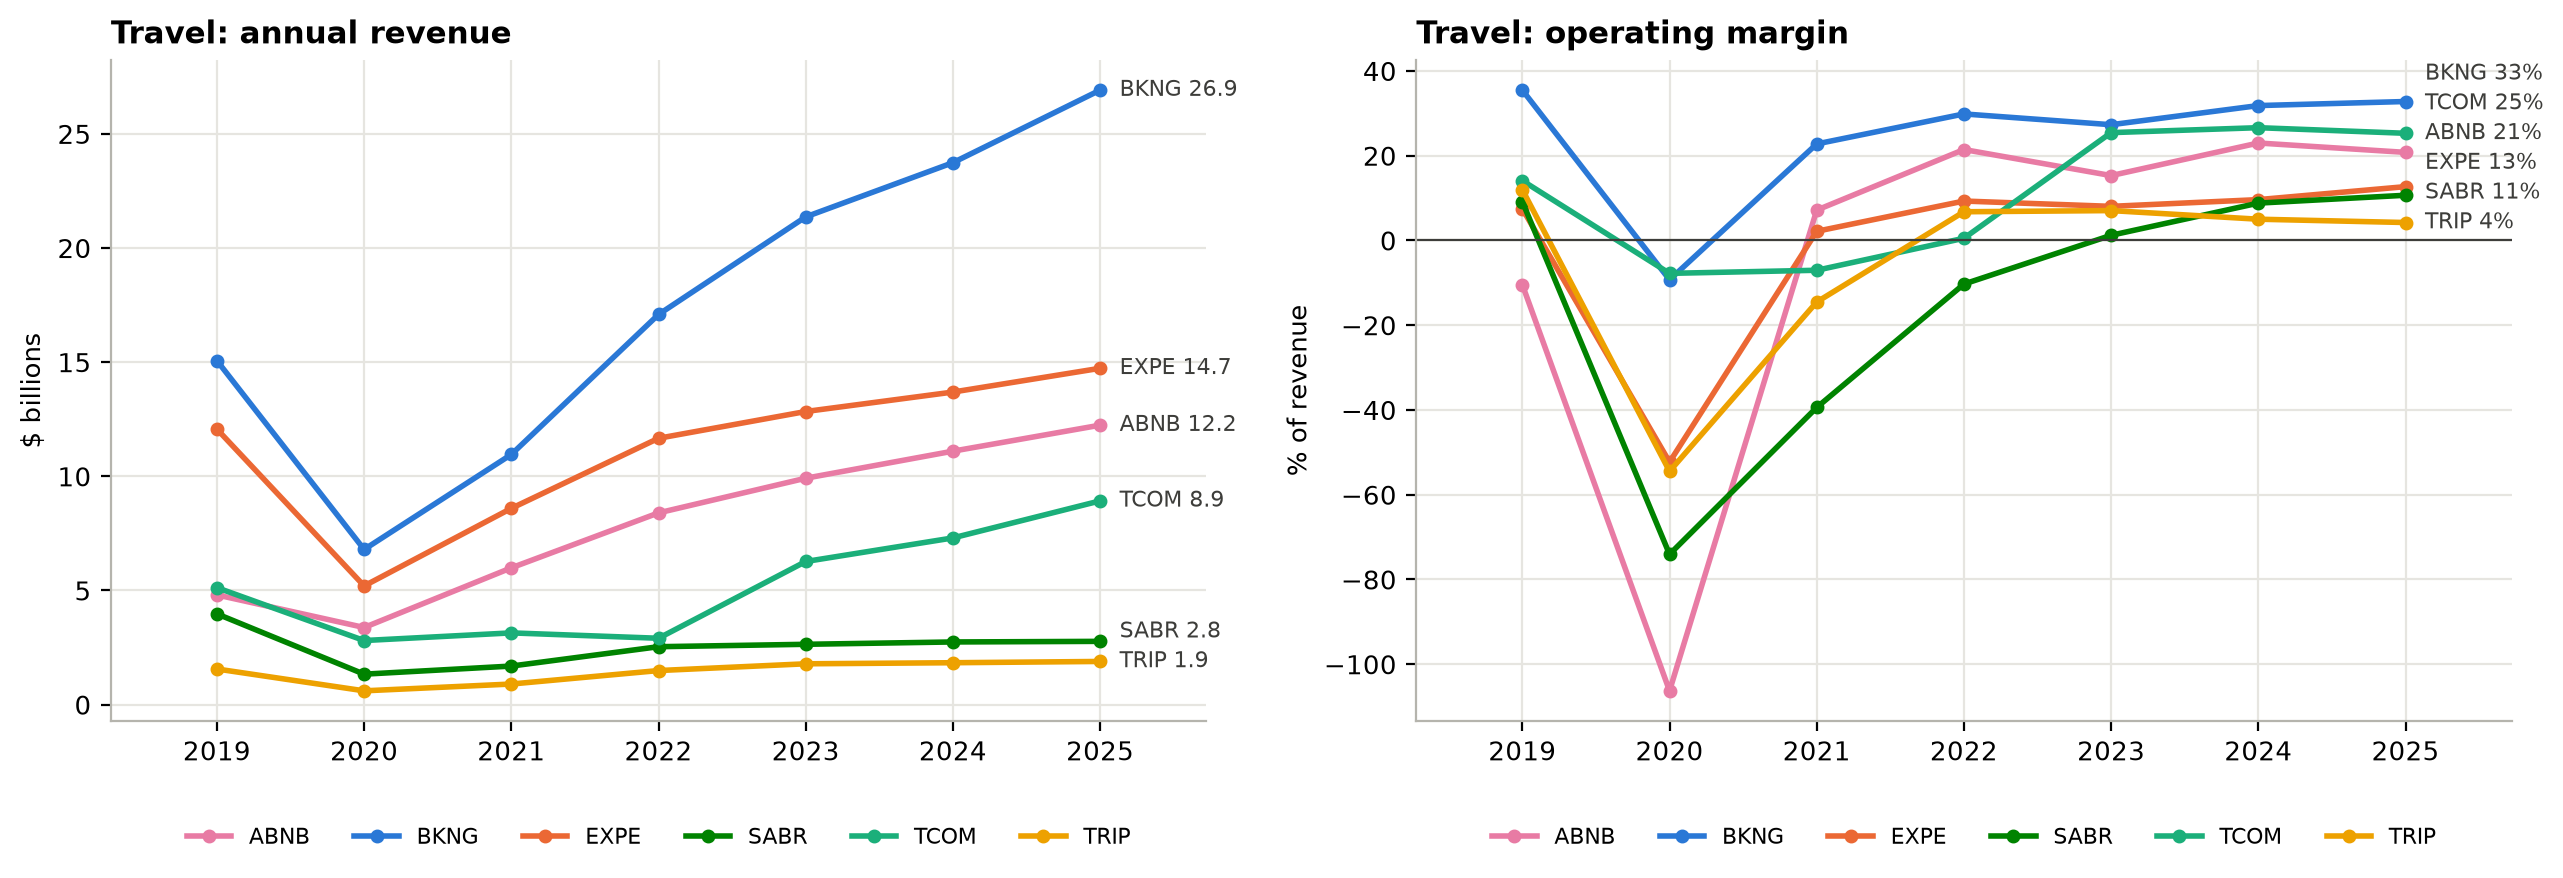 Travel: annual revenue
$ billions
25
20
15
10
5
0
2019 2020 2021 2022 2023 2024 2025
BKNG 26.9
EXPE 14.7
ABNB 12.2
TCOM 8.9
SABR 2.8
TRIP 1.9
ABNB BKNG EXPE SABR TCOM TRIP
Travel: operating margin
% of revenue
40
20
0
−20
−40
−60
−80
−100
2019 2020 2021 2022 2023 2024 2025
BKNG 33%
TCOM 25%
ABNB 21%
EXPE 13%
SABR 11%
TRIP 4%
ABNB BKNG EXPE SABR TCOM TRIP